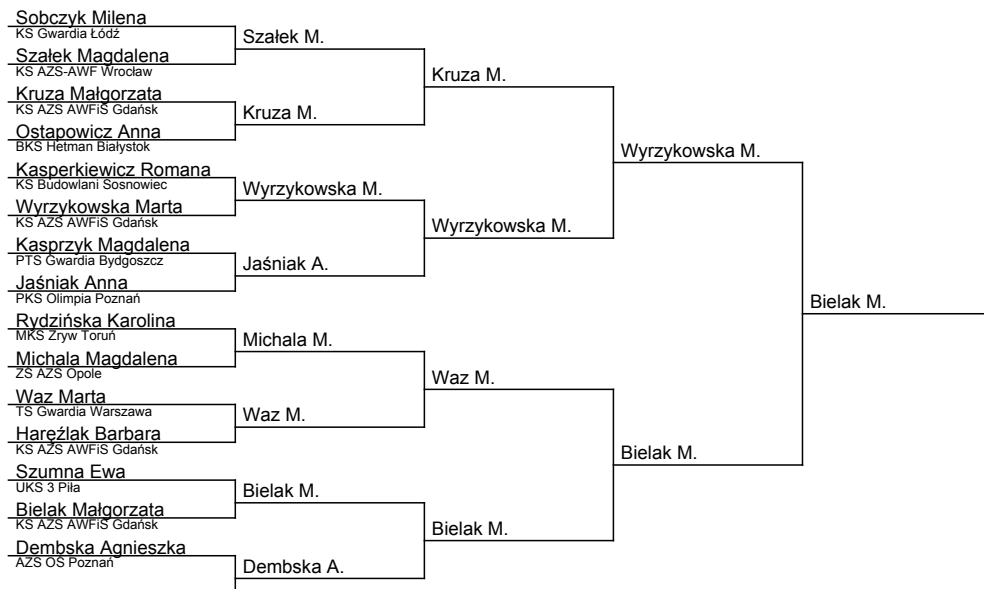 Sobczyk Milena
KS Gwardia Łódź
Szałek Magdalena
KS AZS-AWF Wrocław
Kruza Małgorzata
KS AZS AWFiS Gdańsk
Ostapowicz Anna
BKS Hetman Białystok
Kasperkiewicz Romana
KS Budowlani Sosnowiec
Wyrzykowska Marta
KS AZS AWFiS Gdańsk
Kasprzyk Magdalena
PTS Gwardia Bydgoszcz
Jaśniak Anna
PKS Olimpia Poznań
Rydzińska Karolina
MKS Zryw Toruń
Michala Magdalena
ZS AZS Opole
Waz Marta
TS Gwardia Warszawa
Haręźlak Barbara
KS AZS AWFiS Gdańsk
Szumna Ewa
UKS 3 Piła
Bielak Małgorzata
KS AZS AWFiS Gdańsk
Dembska Agnieszka
AZS OŚ Poznań
Szałek M.
Kruza M.
Wyrzykowska M.
Jaśniak A.
Michala M.
Waz M.
Bielak M.
Dembska A.
Kruza M.
Wyrzykowska M.
Waz M.
Bielak M.
Wyrzykowska M.
Bielak M.
Bielak M.